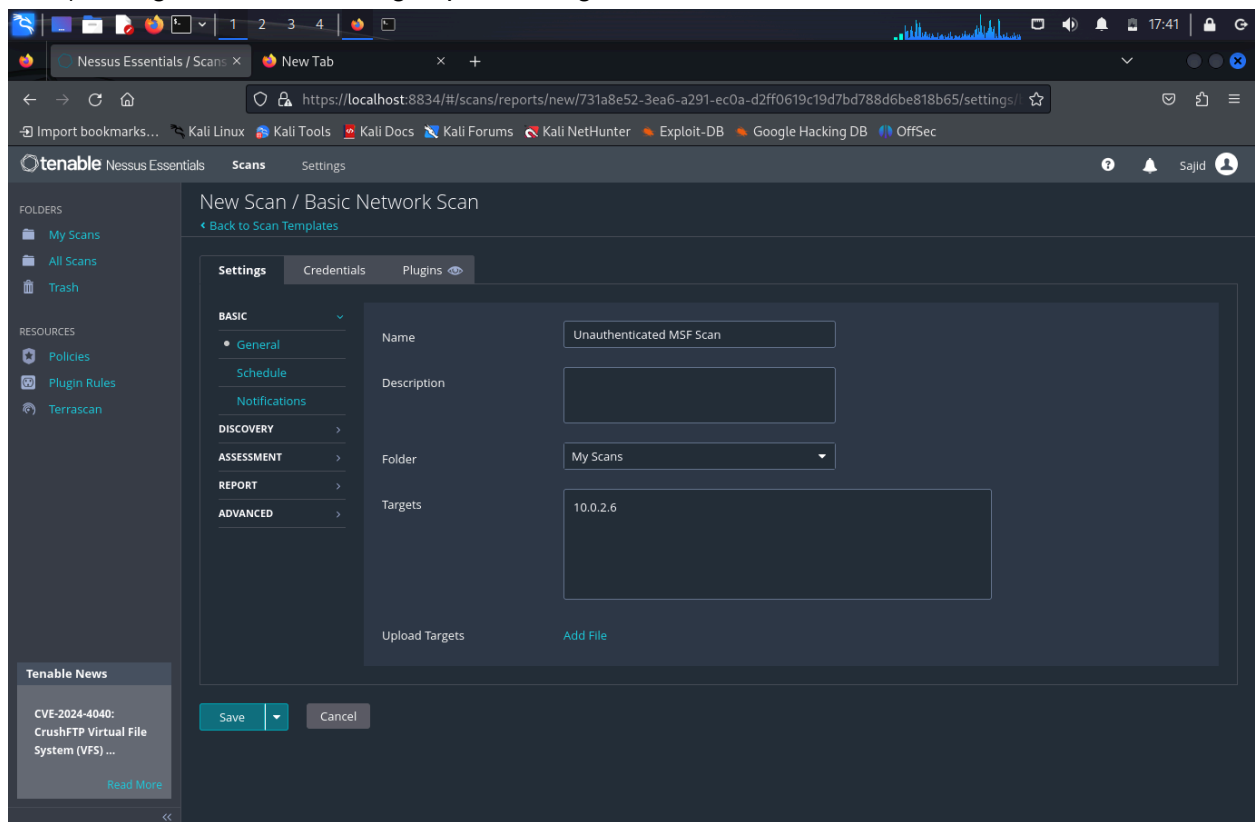 1 2 3 4 17:41
Nessus Essentials / Scans × New Tab × +
https://localhost:8834/#/scans/reports/new/731a8e52-3ea6-a291-ec0a-d2ff0619c19d7bd788d6be818b65/settings/
Import bookmarks... Kali Linux Kali Tools Kali Docs Kali Forums Kali NetHunter Exploit-DB Google Hacking DB OffSec
tenable Nessus Essentials Scans Settings Sajid
FOLDERS
My Scans
All Scans
Trash
RESOURCES
Policies
Plugin Rules
Terrascan
Tenable News
CVE-2024-4040:
CrushFTP Virtual File
System (VFS) ...
Read More
New Scan / Basic Network Scan
Back to Scan Templates
Settings Credentials Plugins
BASIC
General
Schedule
Notifications
DISCOVERY
ASSESSMENT
REPORT
ADVANCED
Name Unauthenticated MSF Scan
Description
Folder My Scans
Targets 10.0.2.6
Upload Targets Add File
Save Cancel